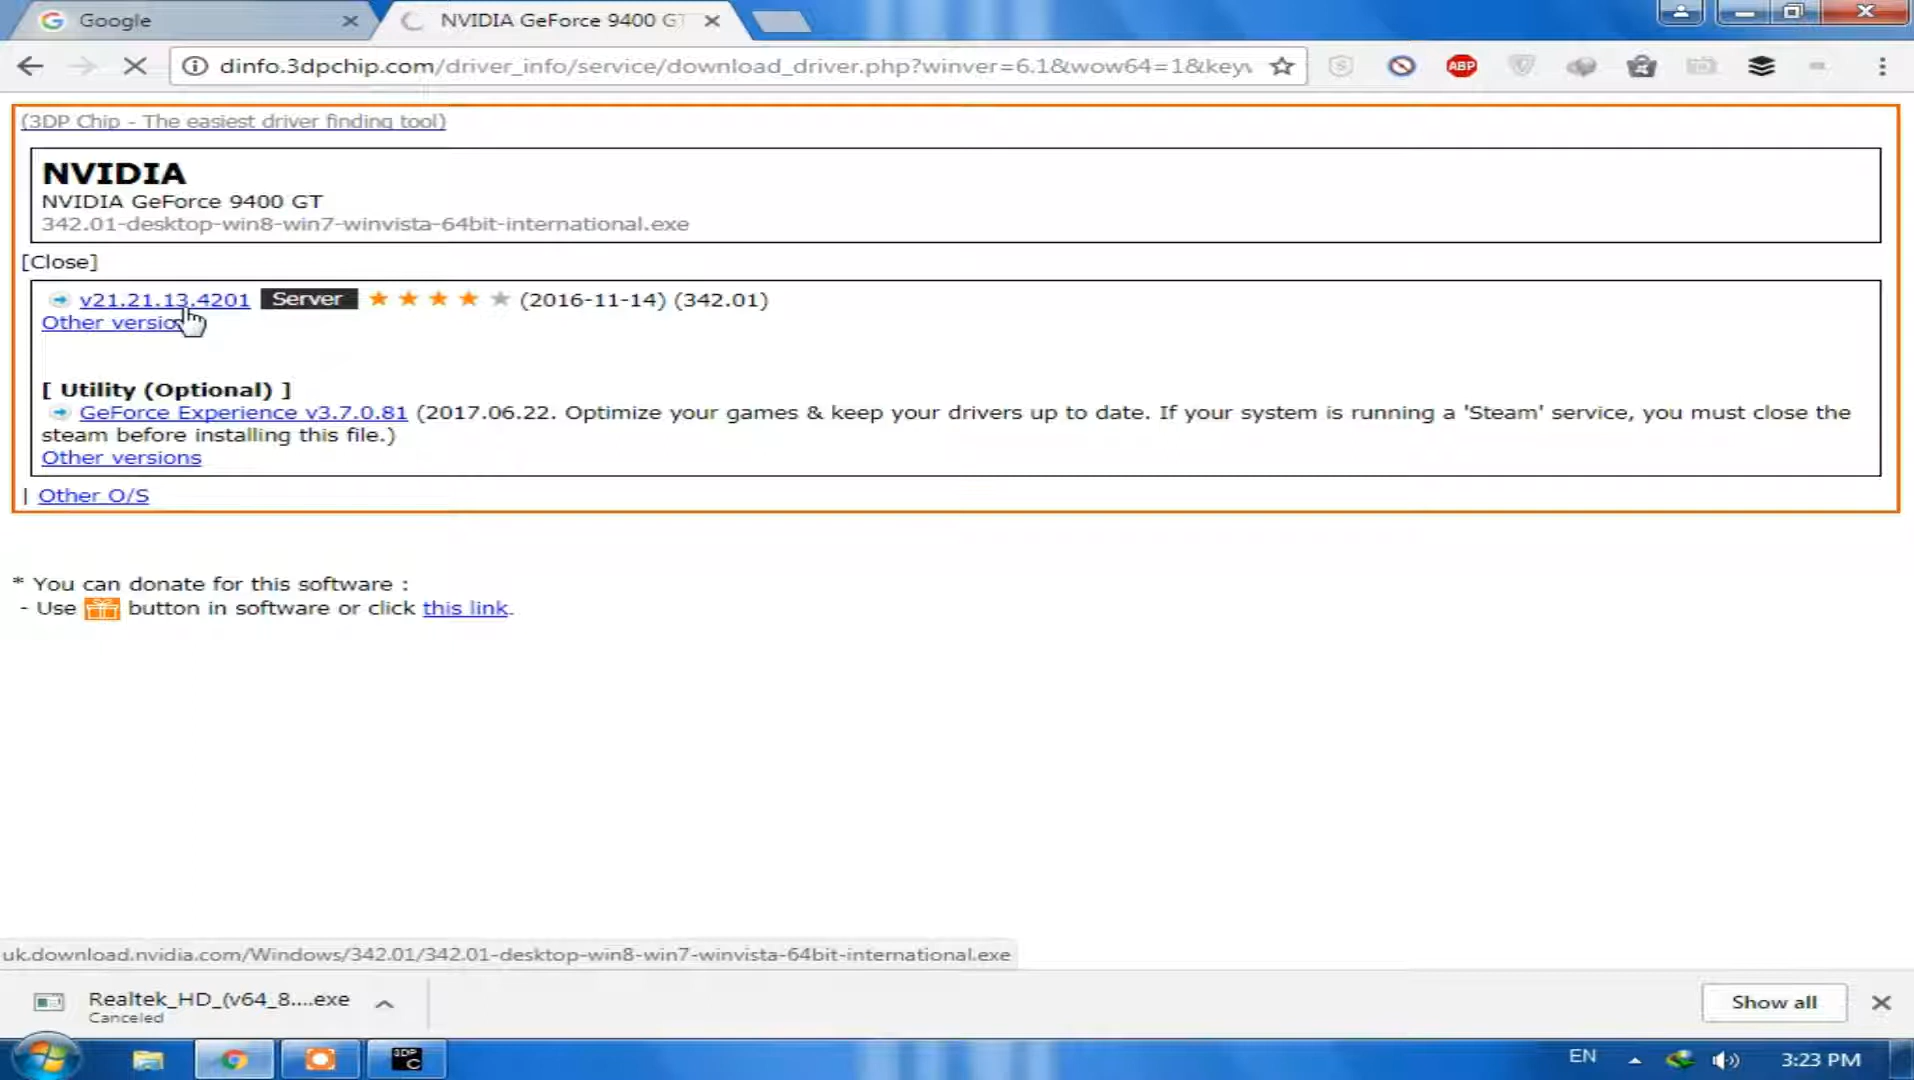 Google
NVIDIA GeForce 9400 GT
dinfo.3dpchip.com/driver_info/service/download_driver.php?winver=6.1&wow64=1&key
ABP
(3DP Chip - The easiest driver finding tool)
NVIDIA
NVIDIA GeForce 9400 GT
342.01-desktop-win8-win7-winvista-64bit-international.exe
[Close]
v21.21.13.4201 Server (2016-11-14) (342.01)
Other versio
[ Utility (Optional) ]
GeForce Experience v3.7.0.81 (2017.06.22. Optimize your games & keep your drivers up to date. If your system is running a 'Steam' service, you must close the
steam before installing this file.)
Other versions
| Other O/S
* You can donate for this software :
- Use button in software or click this link.
uk.download.nvidia.com/Windows/342.01/342.01-desktop-win8-win7-winvista-64bit-international.exe
Realtek_HD_(v64_8....exe
Canceled
Show all
3DP
C
EN
3:23 PM